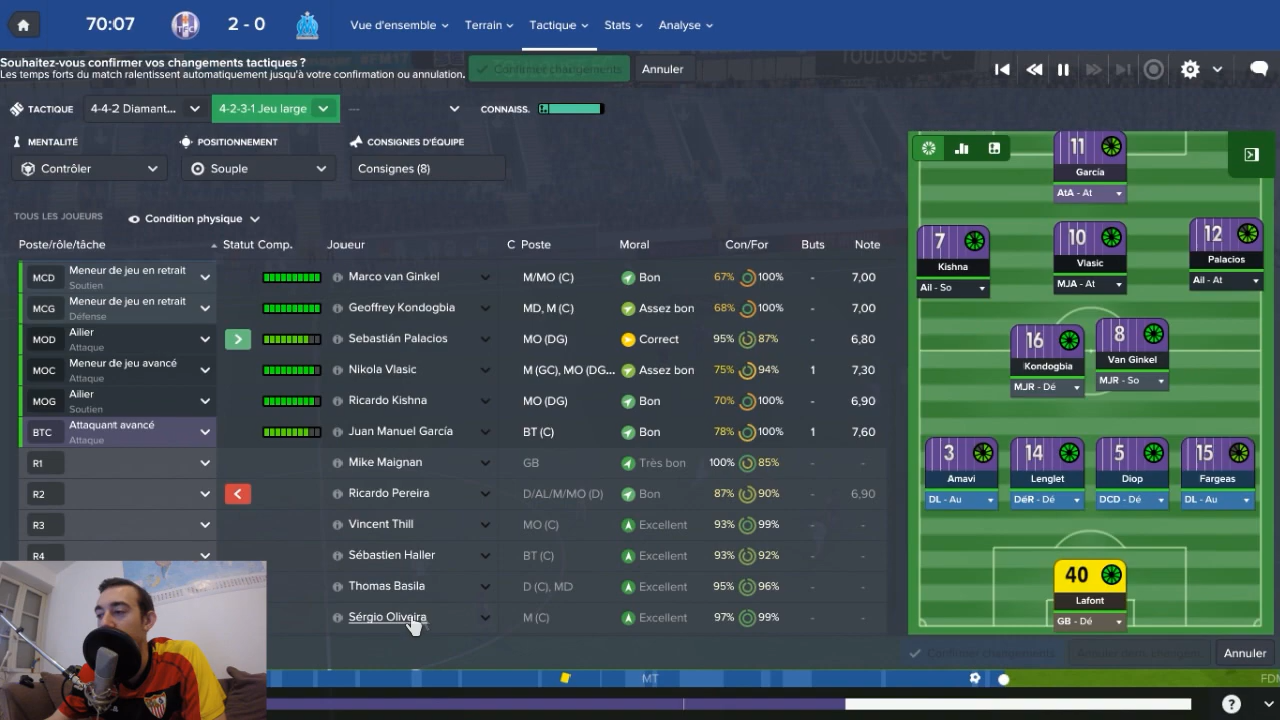 70:07
2 - 0
Vue d'ensemble
Terrain
Tactique
Stats
Analyse
Souhaitez-vous confirmer vos changements tactiques ?
Les temps forts du match ralentissent automatiquement jusqu'à votre confirmation ou annulation.
Confirmer changements
Annuler
TACTIQUE
4-4-2 Diamant...
4-2-3-1 Jeu large
---
CONNAISS.
MENTALITÉ
POSITIONNEMENT
CONSIGNES D'ÉQUIPE
Contrôler
Souple
Consignes (8)
TOUS LES JOUEURS
Condition physique
Poste/rôle/tâche Statut Comp. Joueur C Poste Moral Con/For Buts Note
MCD Meneur de jeu en retrait Soutien Marco van Ginkel M/MO (C) Bon 67% 100% - 7,00
MCG Meneur de jeu en retrait Défense Geoffrey Kondogbia MD, M (C) Assez bon 68% 100% - 7,00
MOD Ailier Attaque Sebastián Palacios MO (DG) Correct 95% 87% - 6,80
MOC Meneur de jeu avancé Attaque Nikola Vlasic M (GC), MO (DG... Assez bon 75% 94% 1 7,30
MOG Ailier Soutien Ricardo Kishna MO (DG) Bon 70% 100% - 6,90
BTC Attaquant avancé Attaque Juan Manuel García BT (C) Bon 78% 100% 1 7,60
R1 Mike Maignan GB Très bon 100% 85% - -
R2 Ricardo Pereira D/AL/M/MO (D) Bon 87% 90% - 6,90
R3 Vincent Thill MO (C) Excellent 93% 99% - -
R4 Sébastien Haller BT (C) Excellent 93% 92% - -
Thomas Basila D (C), MD Excellent 95% 96% - -
Sérgio Oliveira M (C) Excellent 97% 99% - -
11
García
AtA - At
7
Kishna
Ail - So
10
Vlasic
MJA - At
12
Palacios
Ail - At
16
Kondogbia
MJR - Dé
8
Van Ginkel
MJR - So
3
Amavi
DL - Au
14
Lenglet
DéR - Dé
5
Diop
DCD - Dé
15
Fargeas
DL - Au
40
Lafont
GB - Dé
Confirmer changements
Annuler
MT
?